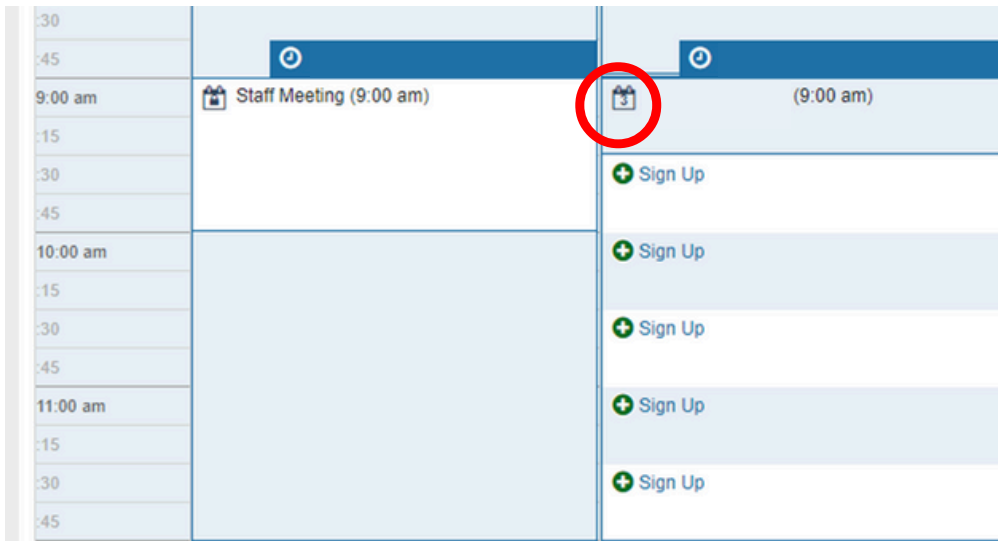 :30
:45
9:00 am
Staff Meeting (9:00 am)
3
(9:00 am)
:15
:30
Sign Up
:45
10:00 am
Sign Up
:15
:30
Sign Up
:45
11:00 am
Sign Up
:15
:30
Sign Up
:45